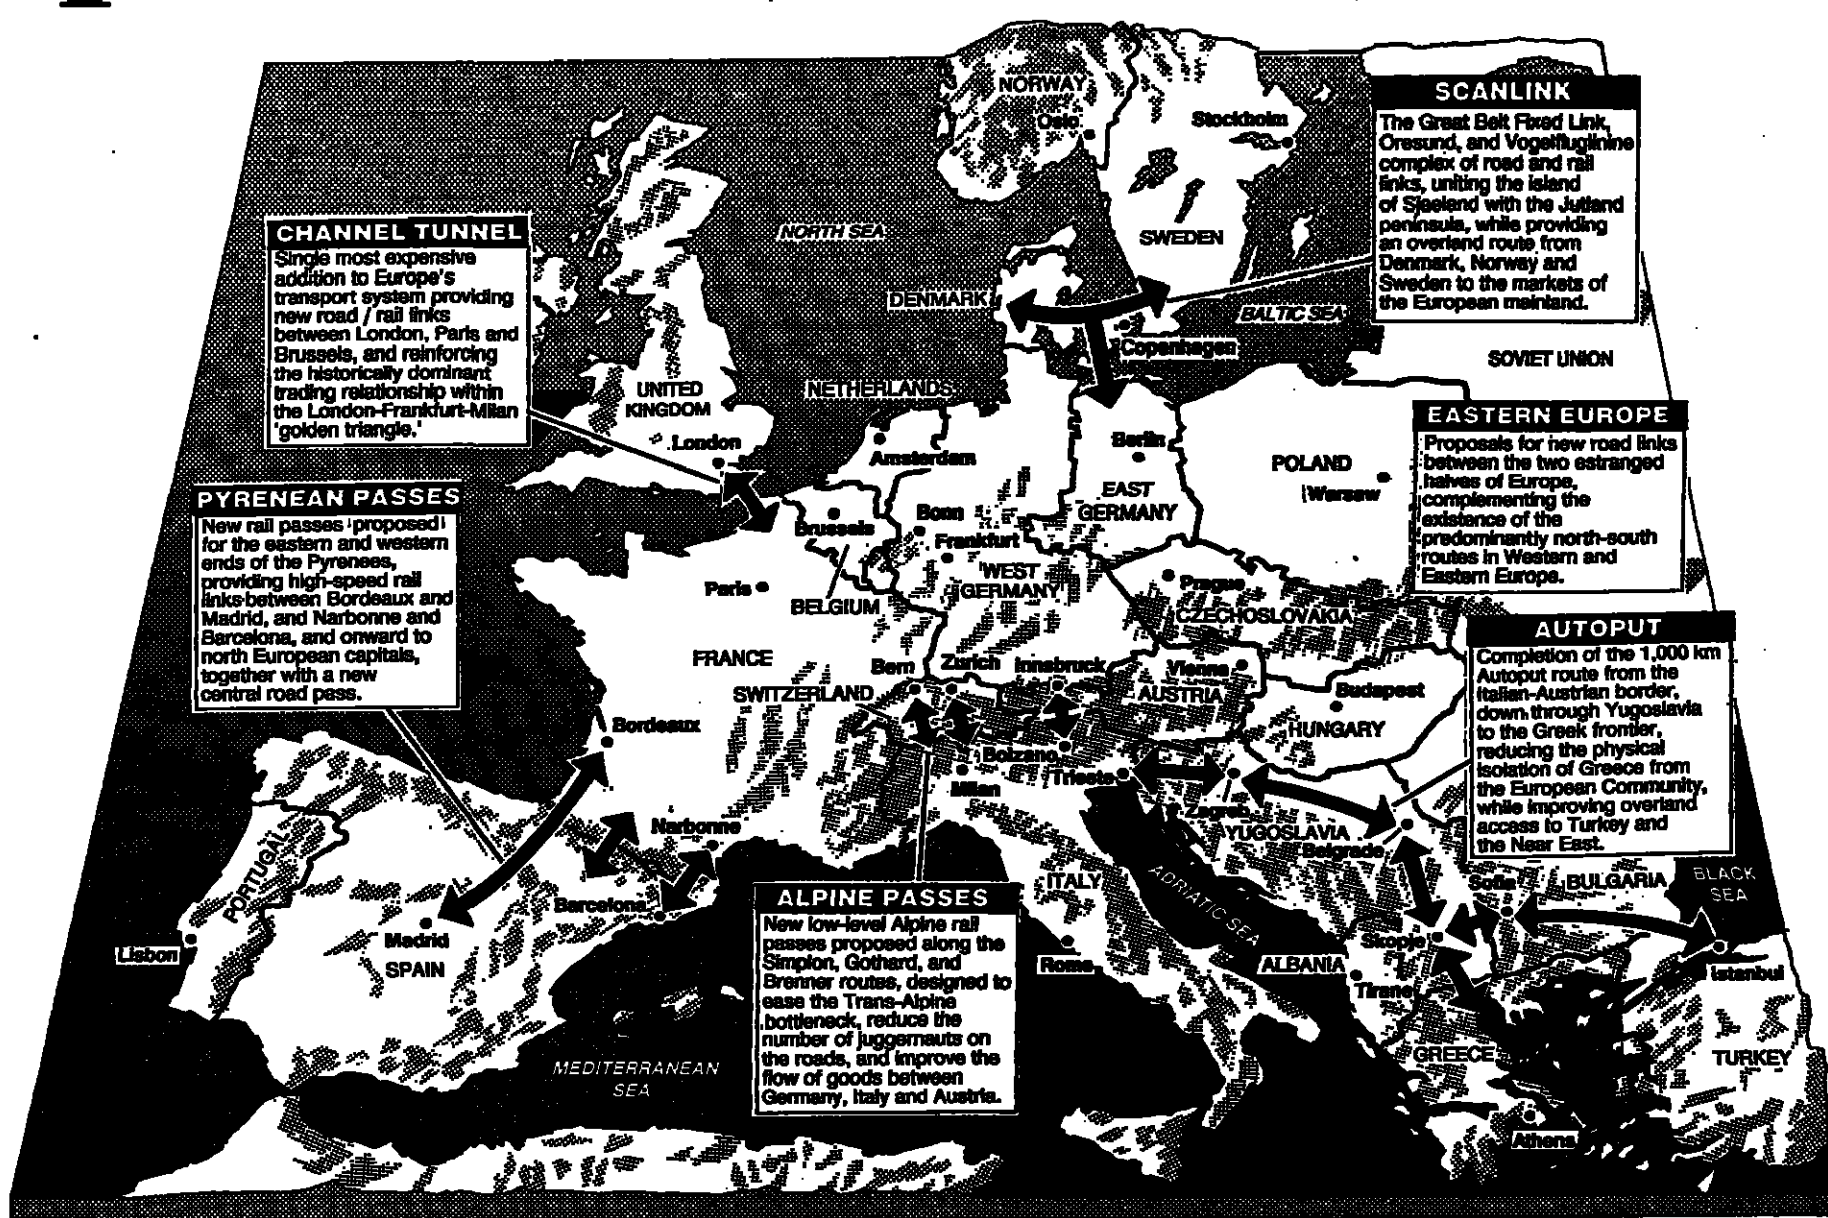 NORWAY
Oslo
Stockholm
SWEDEN
NORTH SEA
DENMARK
Copenhagen
BALTIC SEA
SCANLINK
The Great Belt Fixed Link,
Oresund, and Vogelfluglinine
complex of road and rail
links, uniting the island
of Sjaeland with the Jutland
peninsula, while providing
an overland route from
Denmark, Norway and
Sweden to the markets of
the European mainland.
CHANNEL TUNNEL
Single most expensive
addition to Europe's
transport system providing
new road / rail links
between London, Paris and
Brussels, and reinforcing
the historically dominant
trading relationship within
the London-Frankfurt-Milan
'golden triangle.'
UNITED
KINGDOM
London
NETHERLANDS
Amsterdam
Berlin
EAST
GERMANY
POLAND
Warsaw
SOVIET UNION
EASTERN EUROPE
Proposals for new road links
between the two estranged
halves of Europe,
complementing the
existence of the
predominantly north-south
routes in Western and
Eastern Europe.
PYRENEAN PASSES
New rail passes proposed
for the eastern and western
ends of the Pyrenees,
providing high-speed rail
links between Bordeaux and
Madrid, and Narbonne and
Barcelona, and onward to
north European capitals,
together with a new
central road pass.
Brussels
Bonn
Frankfurt
WEST
GERMANY
Paris
BELGIUM
Prague
CZECHOSLOVAKIA
FRANCE
Bern
Zurich
Innsbruck
Vienna
SWITZERLAND
AUSTRIA
Budapest
HUNGARY
AUTOPUT
Completion of the 1,000 km
Autoput route from the
Italian-Austrian border,
down through Yugoslavia
to the Greek frontier,
reducing the physical
isolation of Greece from
the European Community,
while improving overland
access to Turkey and
the Near East.
Bordeaux
Bolzano
Milan
Trieste
Zagreb
YUGOSLAVIA
Belgrade
Narbonne
PORTUGAL
Barcelona
Madrid
SPAIN
Lisbon
ITALY
ADRIATIC SEA
Rome
Sofia
BULGARIA
BLACK
SEA
Skopje
ALBANIA
Tirane
Istanbul
GREECE
TURKEY
Athens
MEDITERRANEAN
SEA
ALPINE PASSES
New low-level Alpine rail
passes proposed along the
Simplon, Gothard, and
Brenner routes, designed to
ease the Trans-Alpine
bottleneck, reduce the
number of juggernauts on
the roads, and improve the
flow of goods between
Germany, Italy and Austria.